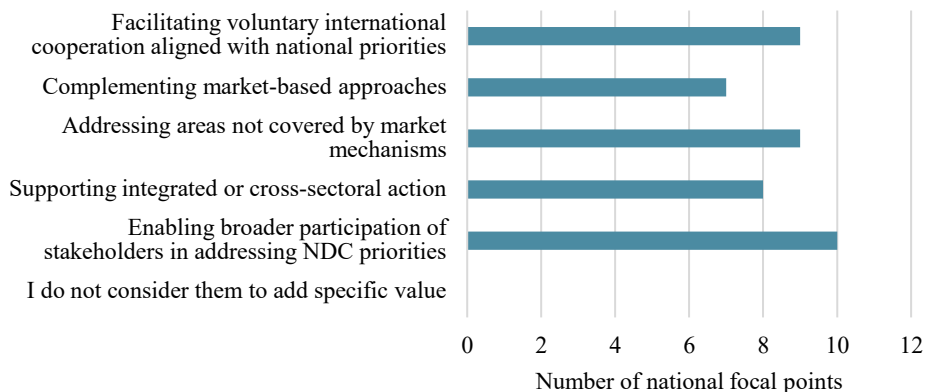 Facilitating voluntary international
cooperation aligned with national priorities
Complementing market-based approaches
Addressing areas not covered by market
mechanisms
Supporting integrated or cross-sectoral action
Enabling broader participation of
stakeholders in addressing NDC priorities
I do not consider them to add specific value
0 2 4 6 8 10 12
Number of national focal points